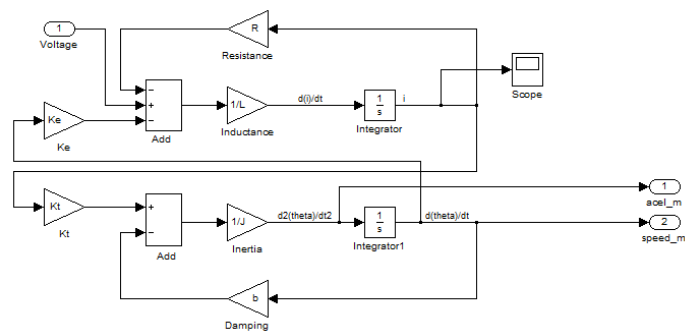 1
Voltage
R
Resistance
−
+
−
Add
Ke
Ke
1/L
Inductance
d(i)/dt
1
s
Integrator
i
Scope
Kt
Kt
+
−
Add
1/J
Inertia
d2(theta)/dt2
1
s
Integrator1
d(theta)/dt
1
acel_m
2
speed_m
b
Damping